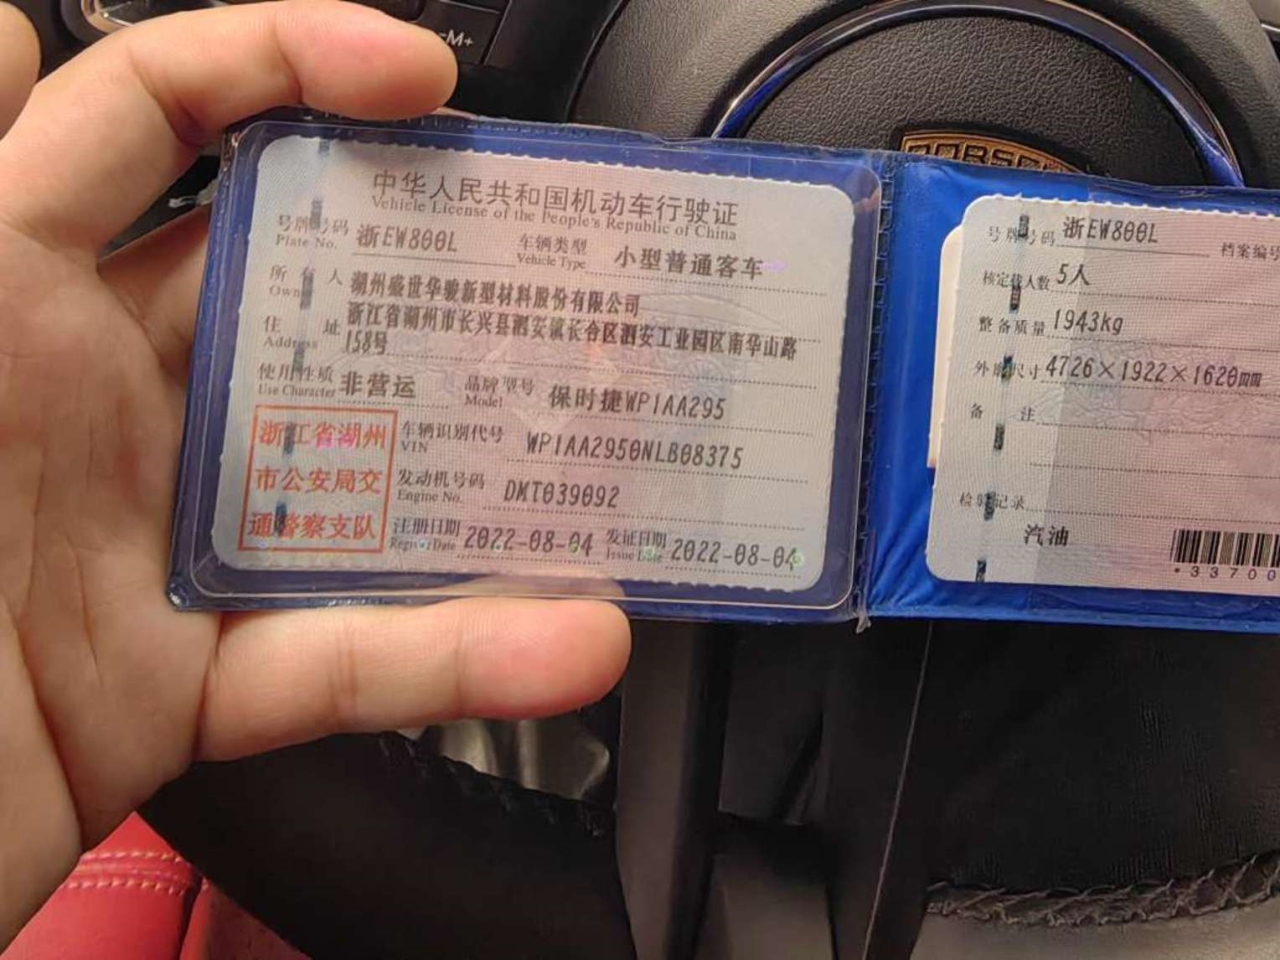 M+
PORSC
中华人民共和国机动车行驶证
Vehicle License of the People's Republic of China
号牌号码 浙EW800L 车辆类型 小型普通客车
Plate No. Vehicle Type
所有人 湖州盛世华骏新型材料股份有限公司
Owner
住址 浙江省湖州市长兴县泗安镇长合区泗安工业园区南华山路
Address 158号
使用性质 非营运 品牌型号 保时捷WP1AA295
Use Character Model
浙江省湖州
市公安局交
通警察支队
车辆识别代号 WP1AA2950NLB08375
VIN
发动机号码 DMT039092
Engine No.
注册日期 2022-08-04 发证日期 2022-08-04
Register Date Issue Date
号牌号码 浙EW800L 档案编号
核定载人数 5人
整备质量 1943kg
外廓尺寸 4726×1922×1620mm
备注
检验记录
汽油
*33700